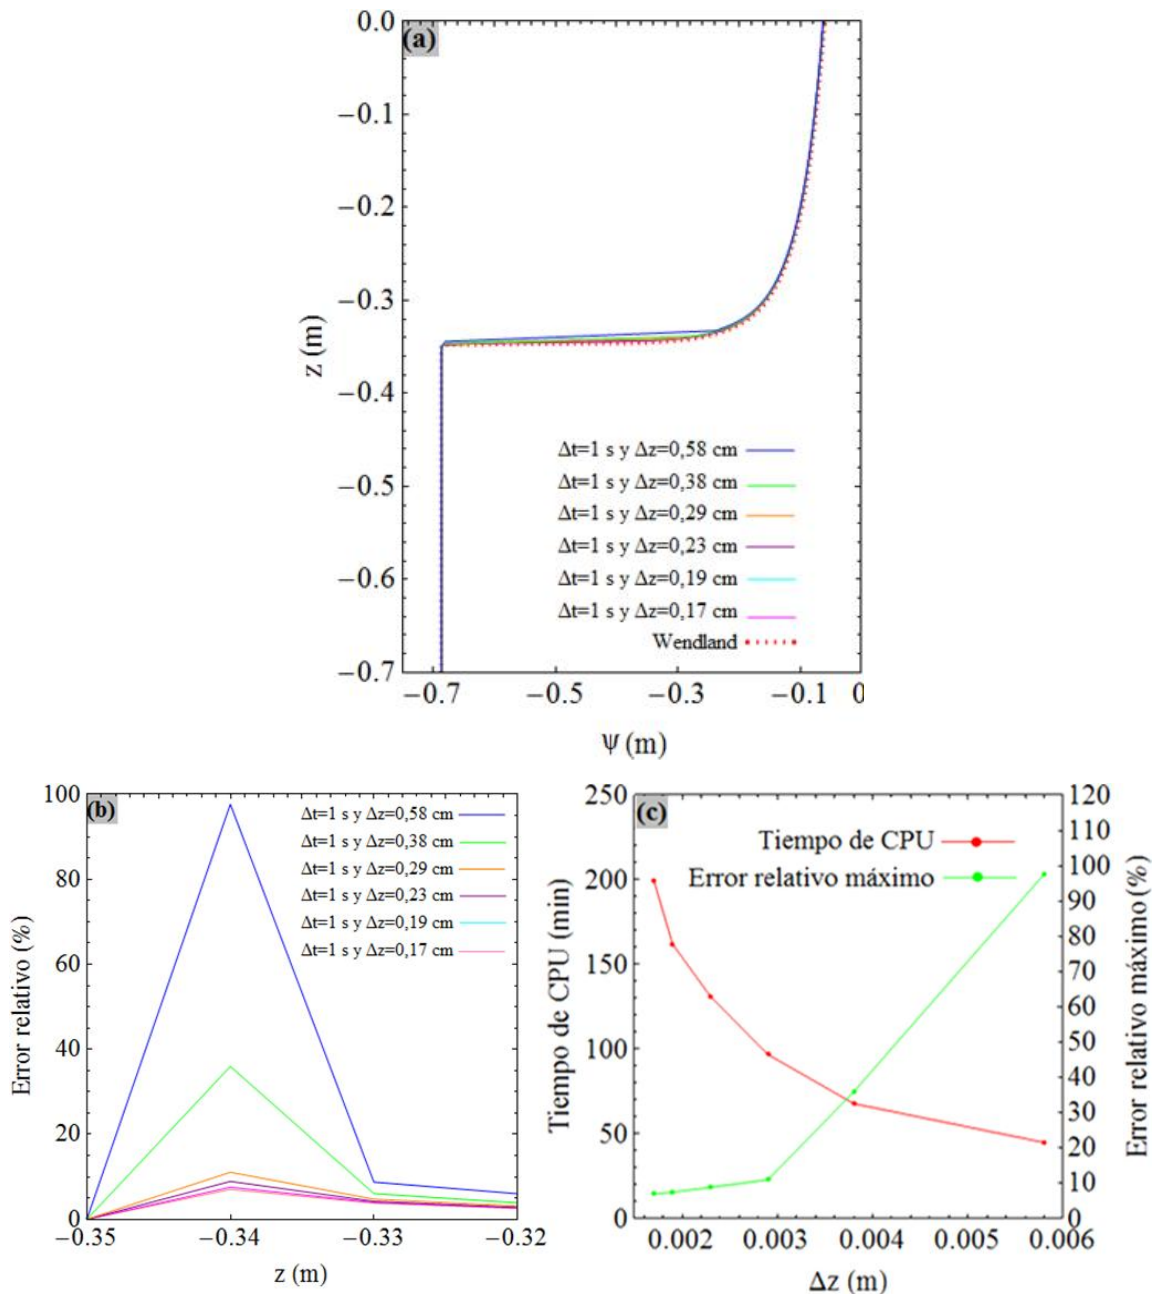 (a)
0.0
−0.1
−0.2
−0.3
−0.4
−0.5
−0.6
−0.7
z (m)
Δt=1 s y Δz=0,58 cm
Δt=1 s y Δz=0,38 cm
Δt=1 s y Δz=0,29 cm
Δt=1 s y Δz=0,23 cm
Δt=1 s y Δz=0,19 cm
Δt=1 s y Δz=0,17 cm
Wendland
−0.7 −0.5 −0.3 −0.1 0
Ψ (m)
(b)
100
80
60
40
20
0
Error relativo (%)
Δt=1 s y Δz=0,58 cm
Δt=1 s y Δz=0,38 cm
Δt=1 s y Δz=0,29 cm
Δt=1 s y Δz=0,23 cm
Δt=1 s y Δz=0,19 cm
Δt=1 s y Δz=0,17 cm
−0.35 −0.34 −0.33 −0.32
z (m)
(c)
250
200
150
100
50
0
Tiempo de CPU (min)
Tiempo de CPU
Error relativo máximo
120
110
100
90
80
70
60
50
40
30
20
10
0
Error relativo máximo (%)
0.002 0.003 0.004 0.005 0.006
Δz (m)